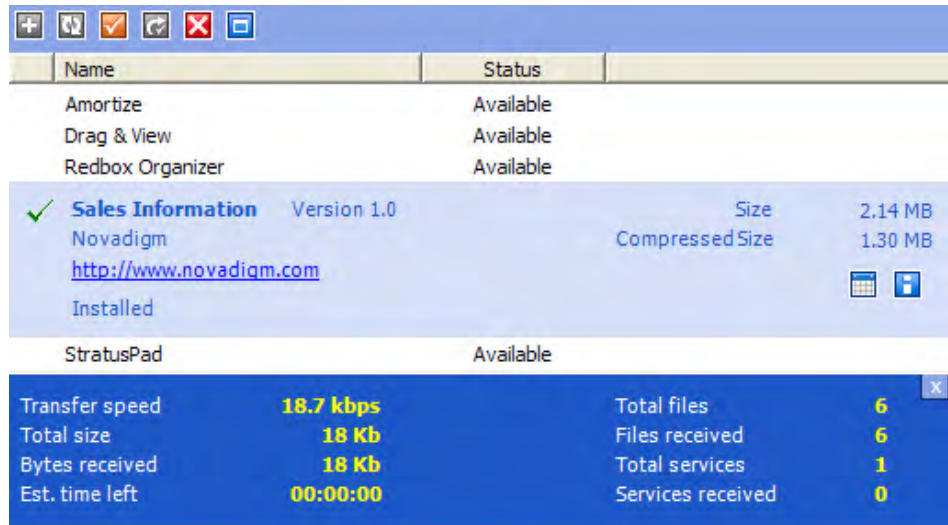 Name Status
Amortize Available
Drag & View Available
Redbox Organizer Available
Sales Information Version 1.0 Size 2.14 MB
Novadigm Compressed Size 1.30 MB
http://www.novadigm.com
Installed
StratusPad Available
x
Transfer speed 18.7 kbps Total files 6
Total size 18 Kb Files received 6
Bytes received 18 Kb Total services 1
Est. time left 00:00:00 Services received 0